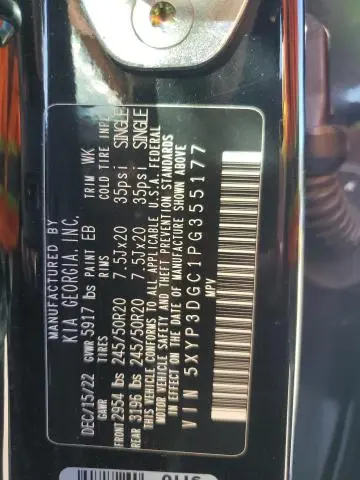 MANUFACTURED BY
KIA GEORGIA, INC.
DEC/15/22 GVWR 5917 lbs PAINT EB TRIM WK
GAWR TIRES RIMS COLD TIRE INFL
FRONT 2954 lbs 245/50R20 7.5Jx20 35psi SINGLE
REAR 3196 lbs 245/50R20 7.5Jx20 35psi SINGLE
THIS VEHICLE CONFORMS TO ALL APPLICABLE U.S.A. FEDERAL
MOTOR VEHICLE SAFETY AND THEFT PREVENTION STANDARDS
IN EFFECT ON THE DATE OF MANUFACTURE SHOWN ABOVE
VIN 5XYP3DGC1PG355177
MPV